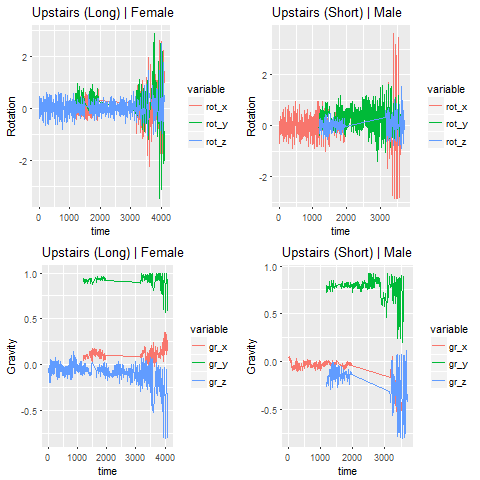 Upstairs (Long) | Female
Rotation
2
0
-2
0 1000 2000 3000 4000
time
variable
rot_x
rot_y
rot_z
Upstairs (Short) | Male
Rotation
2
0
-2
0 1000 2000 3000
time
variable
rot_x
rot_y
rot_z
Upstairs (Long) | Female
Gravity
1.0
0.5
0.0
-0.5
0 1000 2000 3000 4000
time
variable
gr_x
gr_y
gr_z
Upstairs (Short) | Male
Gravity
1.0
0.5
0.0
-0.5
0 1000 2000 3000
time
variable
gr_x
gr_y
gr_z